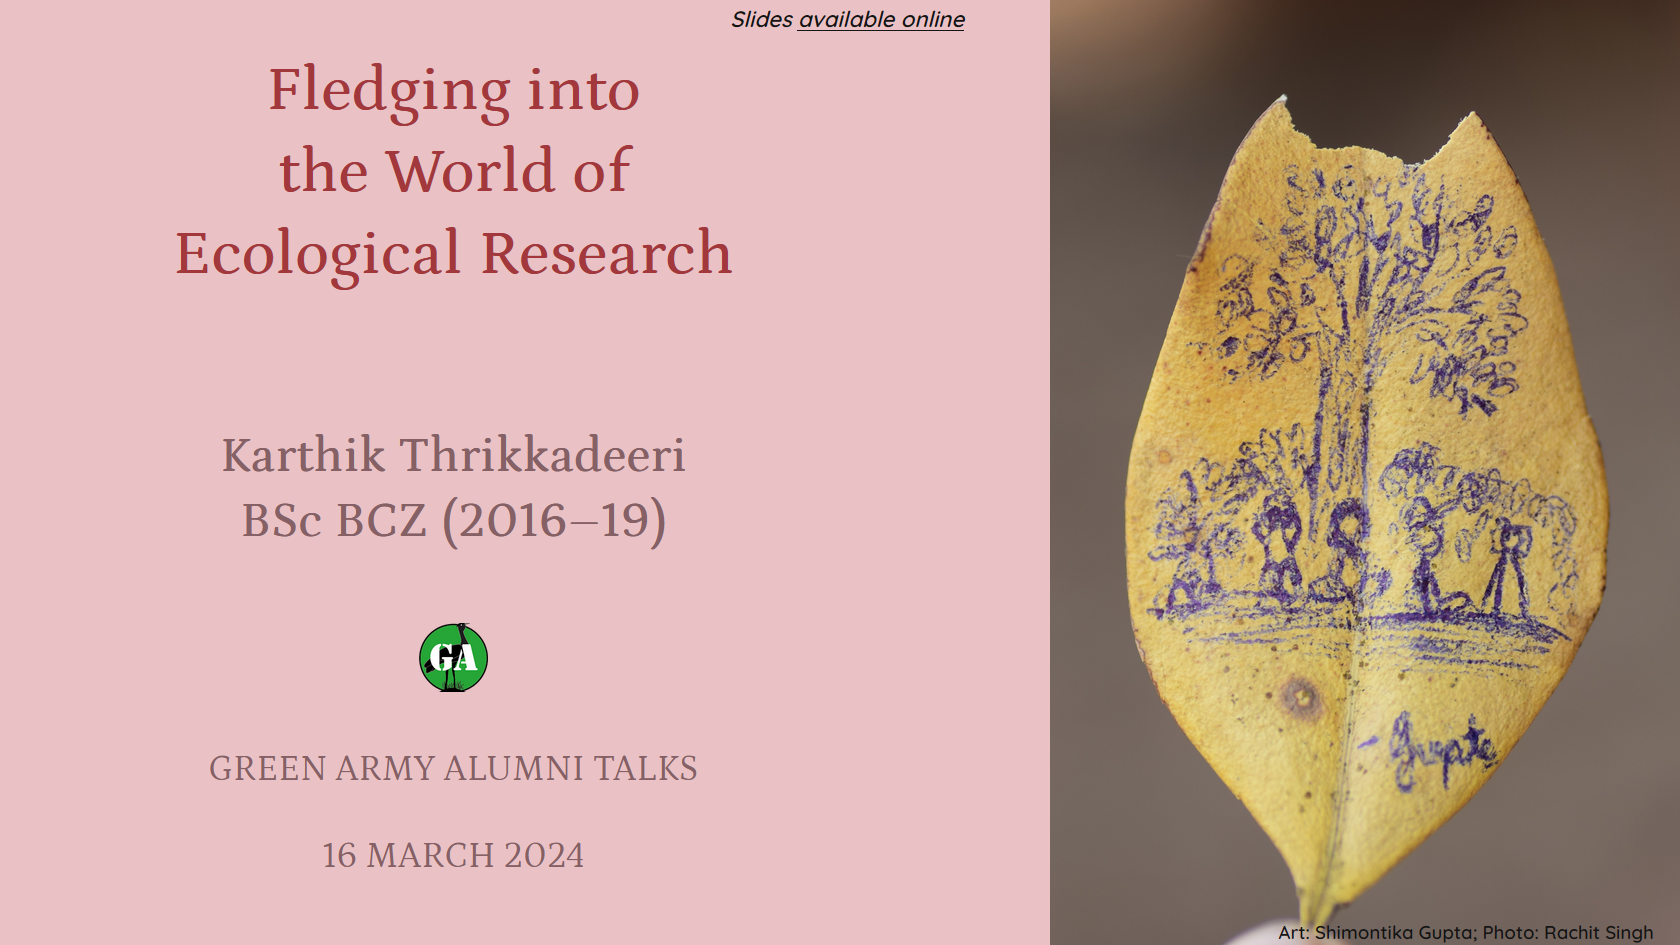 Slides available online
Fledging into
the World of
Ecological Research
Karthik Thrikkadeeri
BSc BCZ (2016–19)
GA
GREEN ARMY ALUMNI TALKS
16 MARCH 2024
- Gupta
Art: Shimontika Gupta; Photo: Rachit Singh